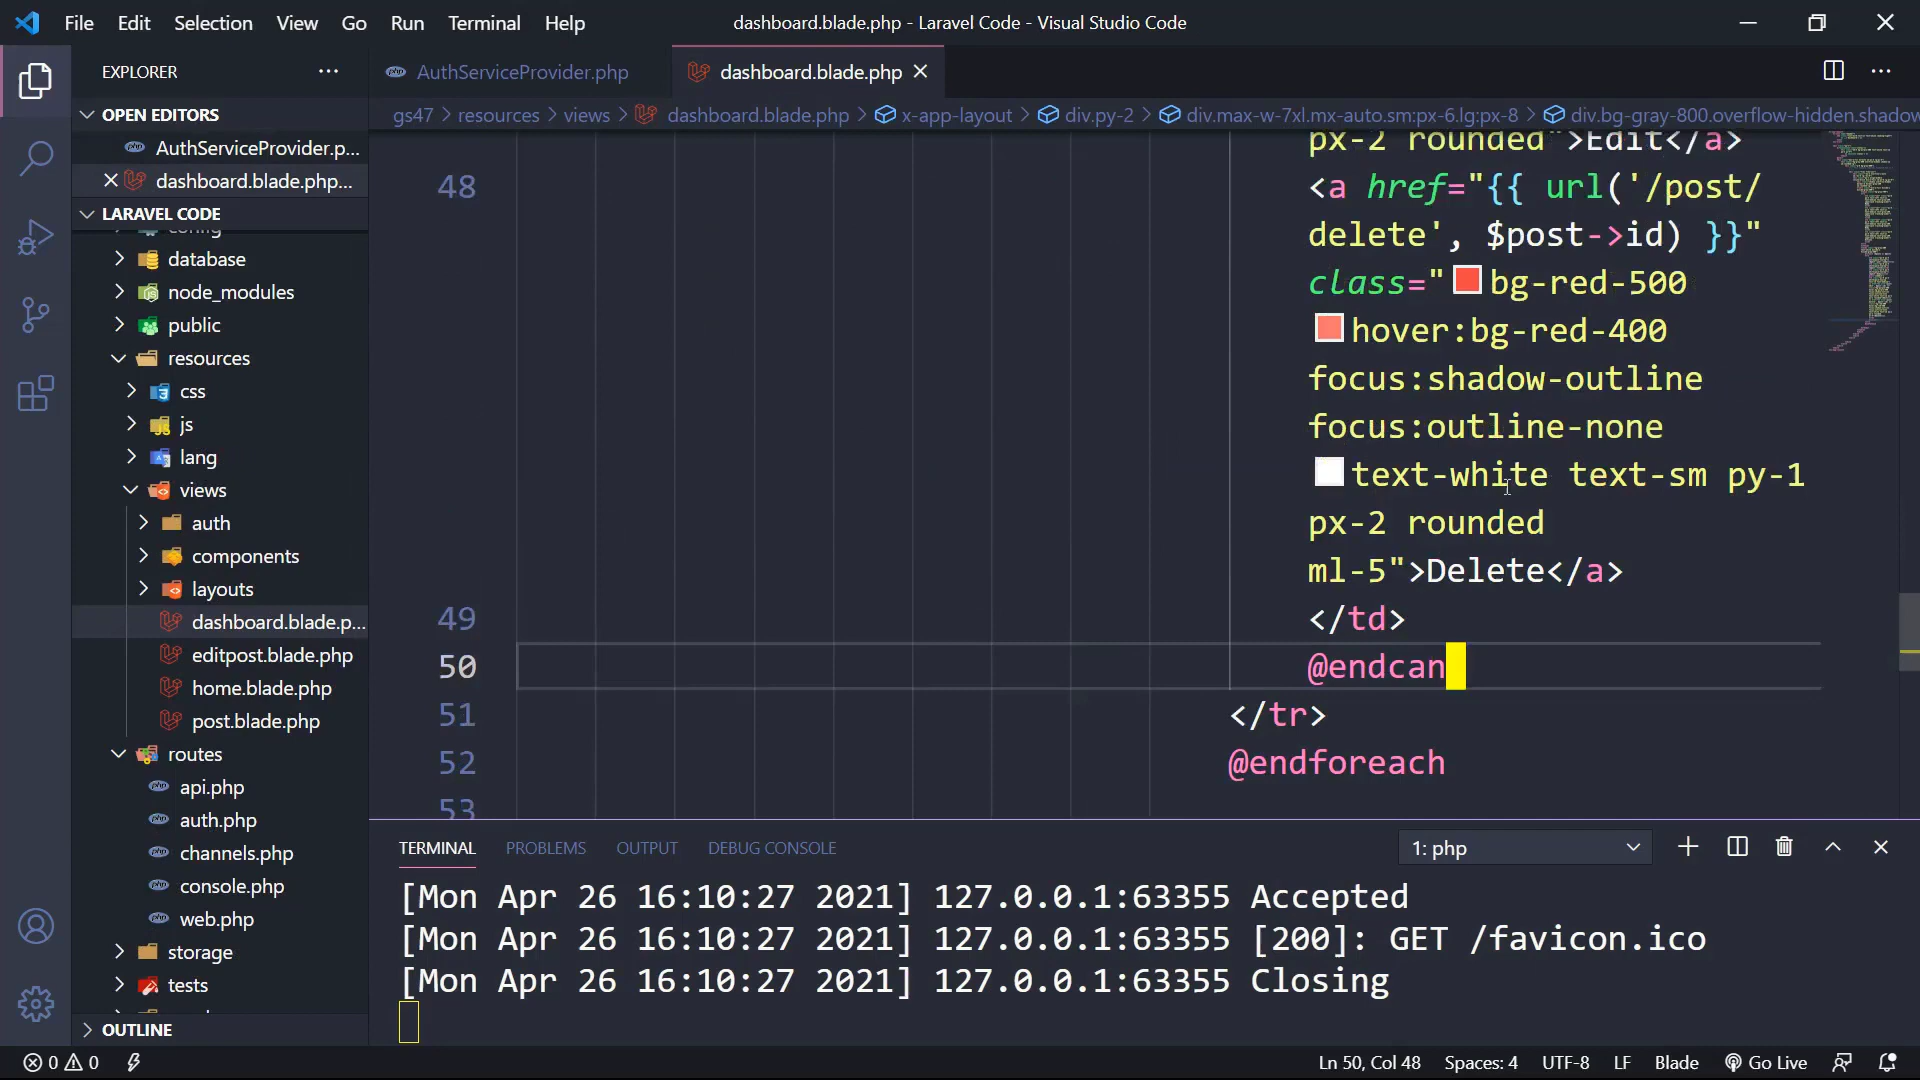 File Edit Selection View Go Run Terminal Help
dashboard.blade.php - Laravel Code - Visual Studio Code
EXPLORER
OPEN EDITORS
AuthServiceProvider.p...
dashboard.blade.php...
LARAVEL CODE
config
database
node_modules
public
resources
css
js
lang
views
auth
components
layouts
dashboard.blade.p...
editpost.blade.php
home.blade.php
post.blade.php
routes
api.php
auth.php
channels.php
console.php
web.php
storage
tests
OUTLINE
AuthServiceProvider.php
dashboard.blade.php
gs47 > resources > views > dashboard.blade.php > x-app-layout > div.py-2 > div.max-w-7xl.mx-auto.sm:px-6.lg:px-8 > div.bg-gray-800.overflow-hidden.shadow
px-2 rounded">Edit</a>
48 <a href="{{ url('/post/
delete', $post->id) }}"
class="bg-red-500
hover:bg-red-400
focus:shadow-outline
focus:outline-none
text-white text-sm py-1
px-2 rounded
ml-5">Delete</a>
49 </td>
50 @endcan
51 </tr>
52 @endforeach
53
TERMINAL PROBLEMS OUTPUT DEBUG CONSOLE
1: php
[Mon Apr 26 16:10:27 2021] 127.0.0.1:63355 Accepted
[Mon Apr 26 16:10:27 2021] 127.0.0.1:63355 [200]: GET /favicon.ico
[Mon Apr 26 16:10:27 2021] 127.0.0.1:63355 Closing
0 0
Ln 50, Col 48 Spaces: 4 UTF-8 LF Blade Go Live